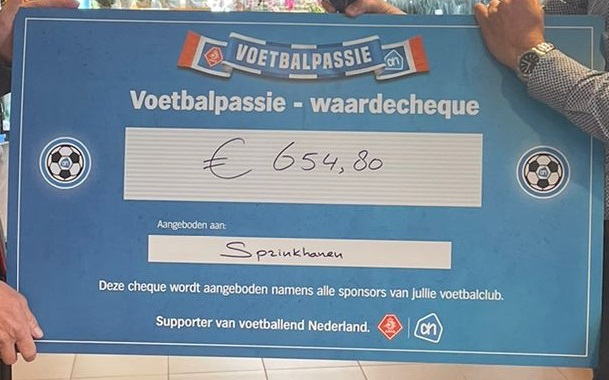 VOETBALPASSIE
Voetbalpassie - waardecheque
€ 654,80
Aangeboden aan:
Sprinkhanen
Deze cheque wordt aangeboden namens alle sponsors van jullie voetbalclub.
Supporter van voetballend Nederland.